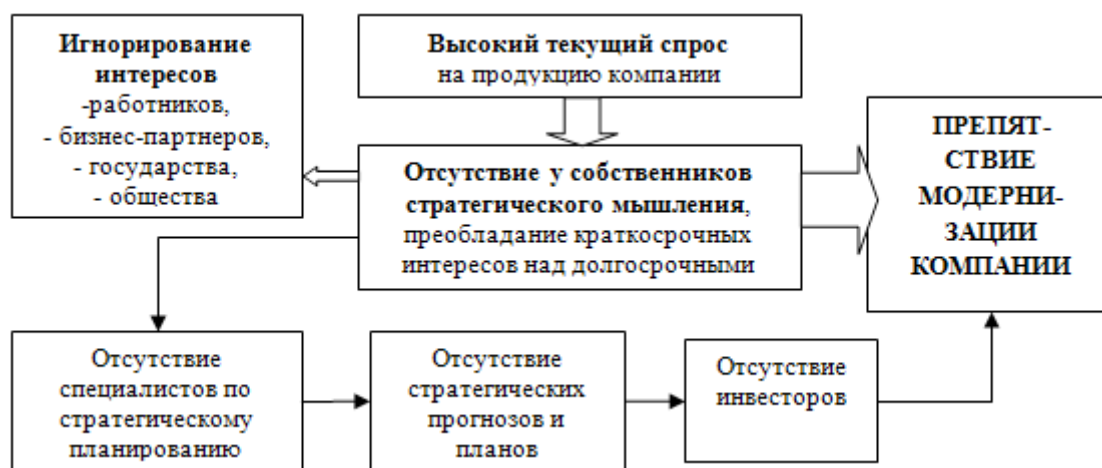 Игнорирование
интересов
-работников,
- бизнес-партнеров,
- государства,
- общества
Высокий текущий спрос
на продукцию компании
Отсутствие у собственников
стратегического мышления,
преобладание краткосрочных
интересов над долгосрочными
ПРЕПЯТ-
СТВИЕ
МОДЕРНИ-
ЗАЦИИ
КОМПАНИИ
Отсутствие
специалистов по
стратегическому
планированию
Отсутствие
стратегических
прогнозов и
планов
Отсутствие
инвесторов